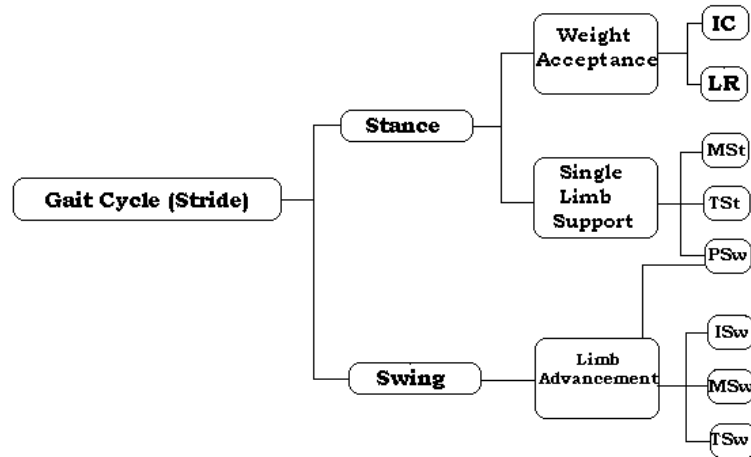 Gait Cycle (Stride)
Stance
Swing
Weight
Acceptance
Single
Limb
Support
Limb
Advancement
IC
LR
MSt
TSt
PSw
ISw
MSw
TSw